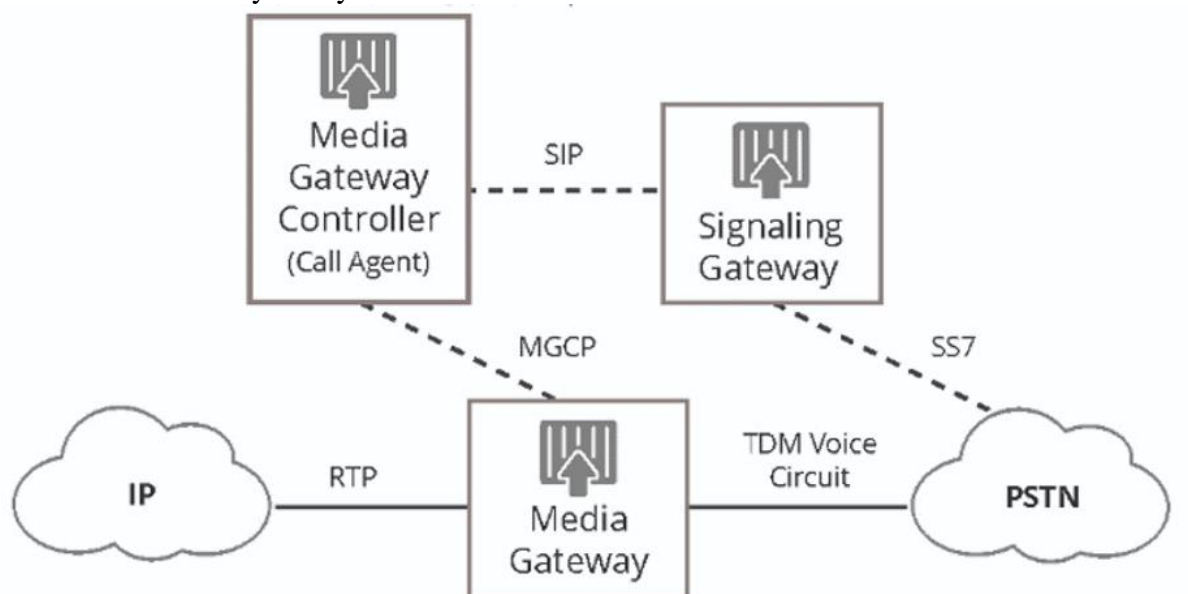 Media
Gateway
Controller
(Call Agent)
SIP
Signaling
Gateway
MGCP
SS7
IP
RTP
Media
Gateway
TDM Voice
Circuit
PSTN